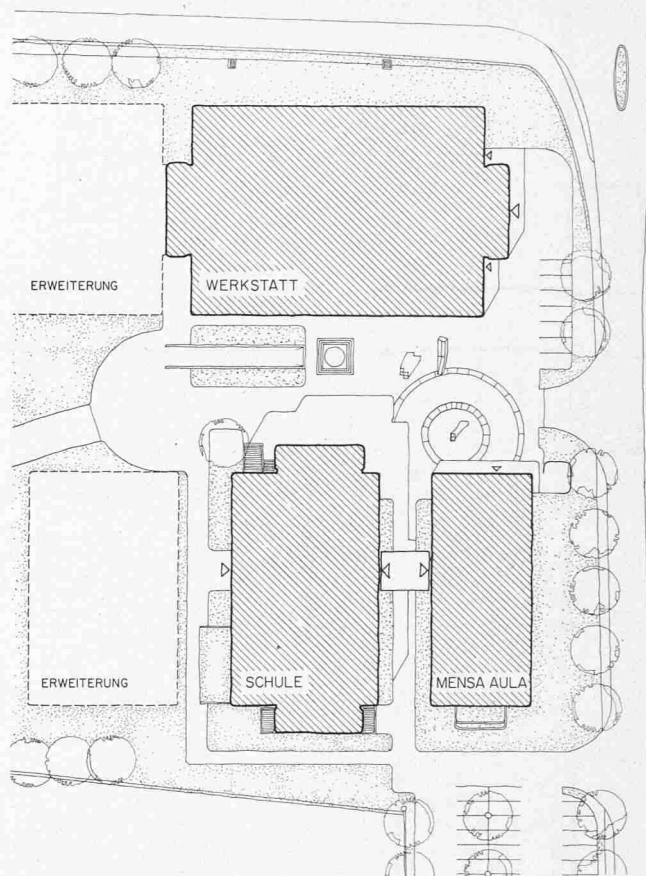 ERWEITERUNG
WERKSTATT
ERWEITERUNG
SCHULE
MENSA AULA